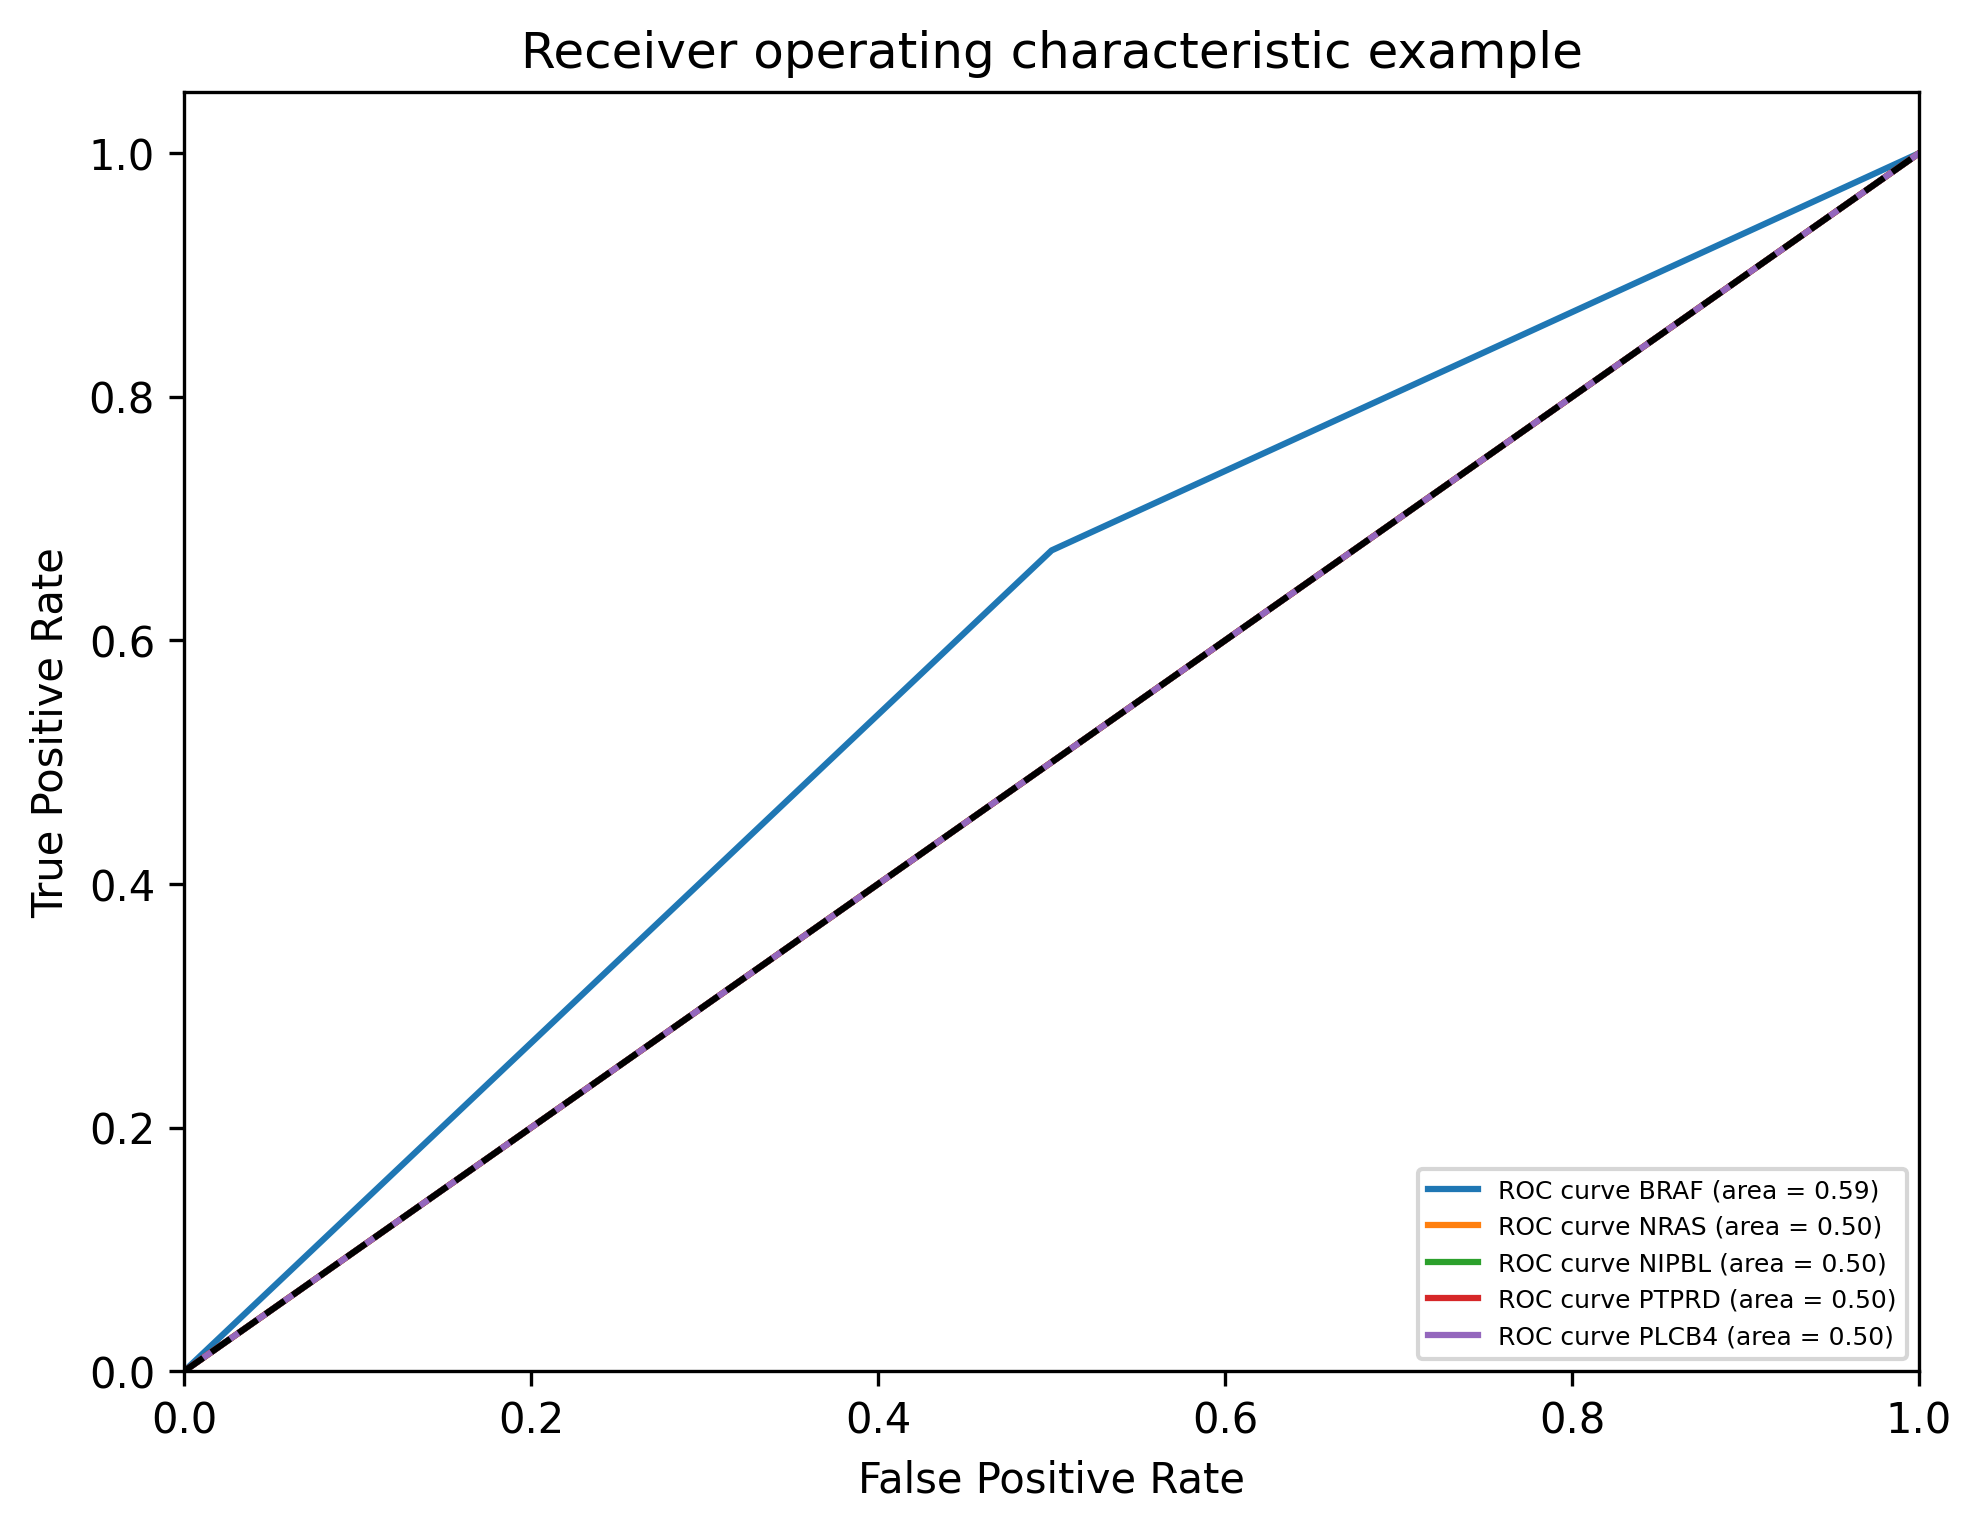 Receiver operating characteristic example
True Positive Rate
1.0
0.8
0.6
0.4
0.2
0.0
ROC curve BRAF (area = 0.59)
ROC curve NRAS (area = 0.50)
ROC curve NIPBL (area = 0.50)
ROC curve PTPRD (area = 0.50)
ROC curve PLCB4 (area = 0.50)
0.0 0.2 0.4 0.6 0.8 1.0
False Positive Rate